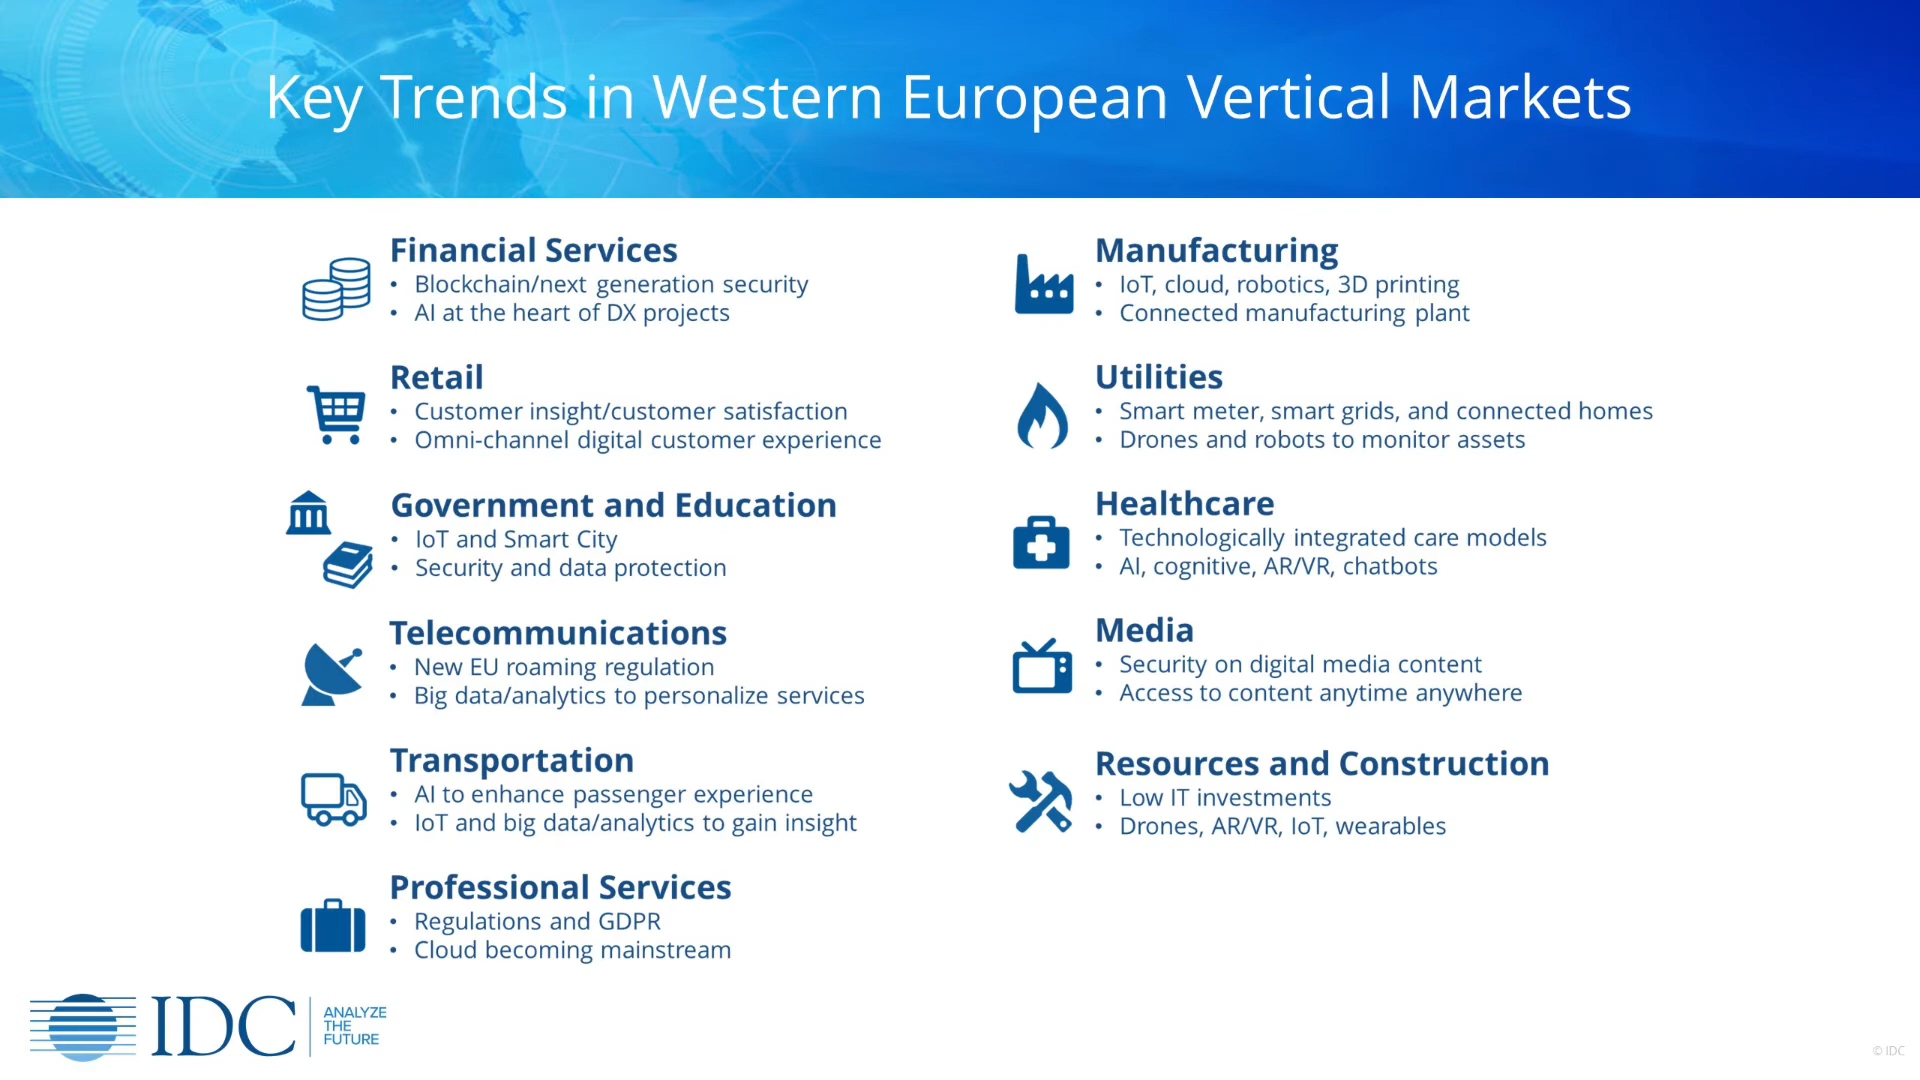 Key Trends in Western European Vertical Markets
Financial Services
• Blockchain/next generation security
• AI at the heart of DX projects
Retail
• Customer insight/customer satisfaction
• Omni-channel digital customer experience
Government and Education
• IoT and Smart City
• Security and data protection
Telecommunications
• New EU roaming regulation
• Big data/analytics to personalize services
Transportation
• AI to enhance passenger experience
• IoT and big data/analytics to gain insight
Professional Services
• Regulations and GDPR
• Cloud becoming mainstream
Manufacturing
• IoT, cloud, robotics, 3D printing
• Connected manufacturing plant
Utilities
• Smart meter, smart grids, and connected homes
• Drones and robots to monitor assets
Healthcare
• Technologically integrated care models
• AI, cognitive, AR/VR, chatbots
Media
• Security on digital media content
• Access to content anytime anywhere
Resources and Construction
• Low IT investments
• Drones, AR/VR, IoT, wearables
IDC
ANALYZE
THE
FUTURE
© IDC